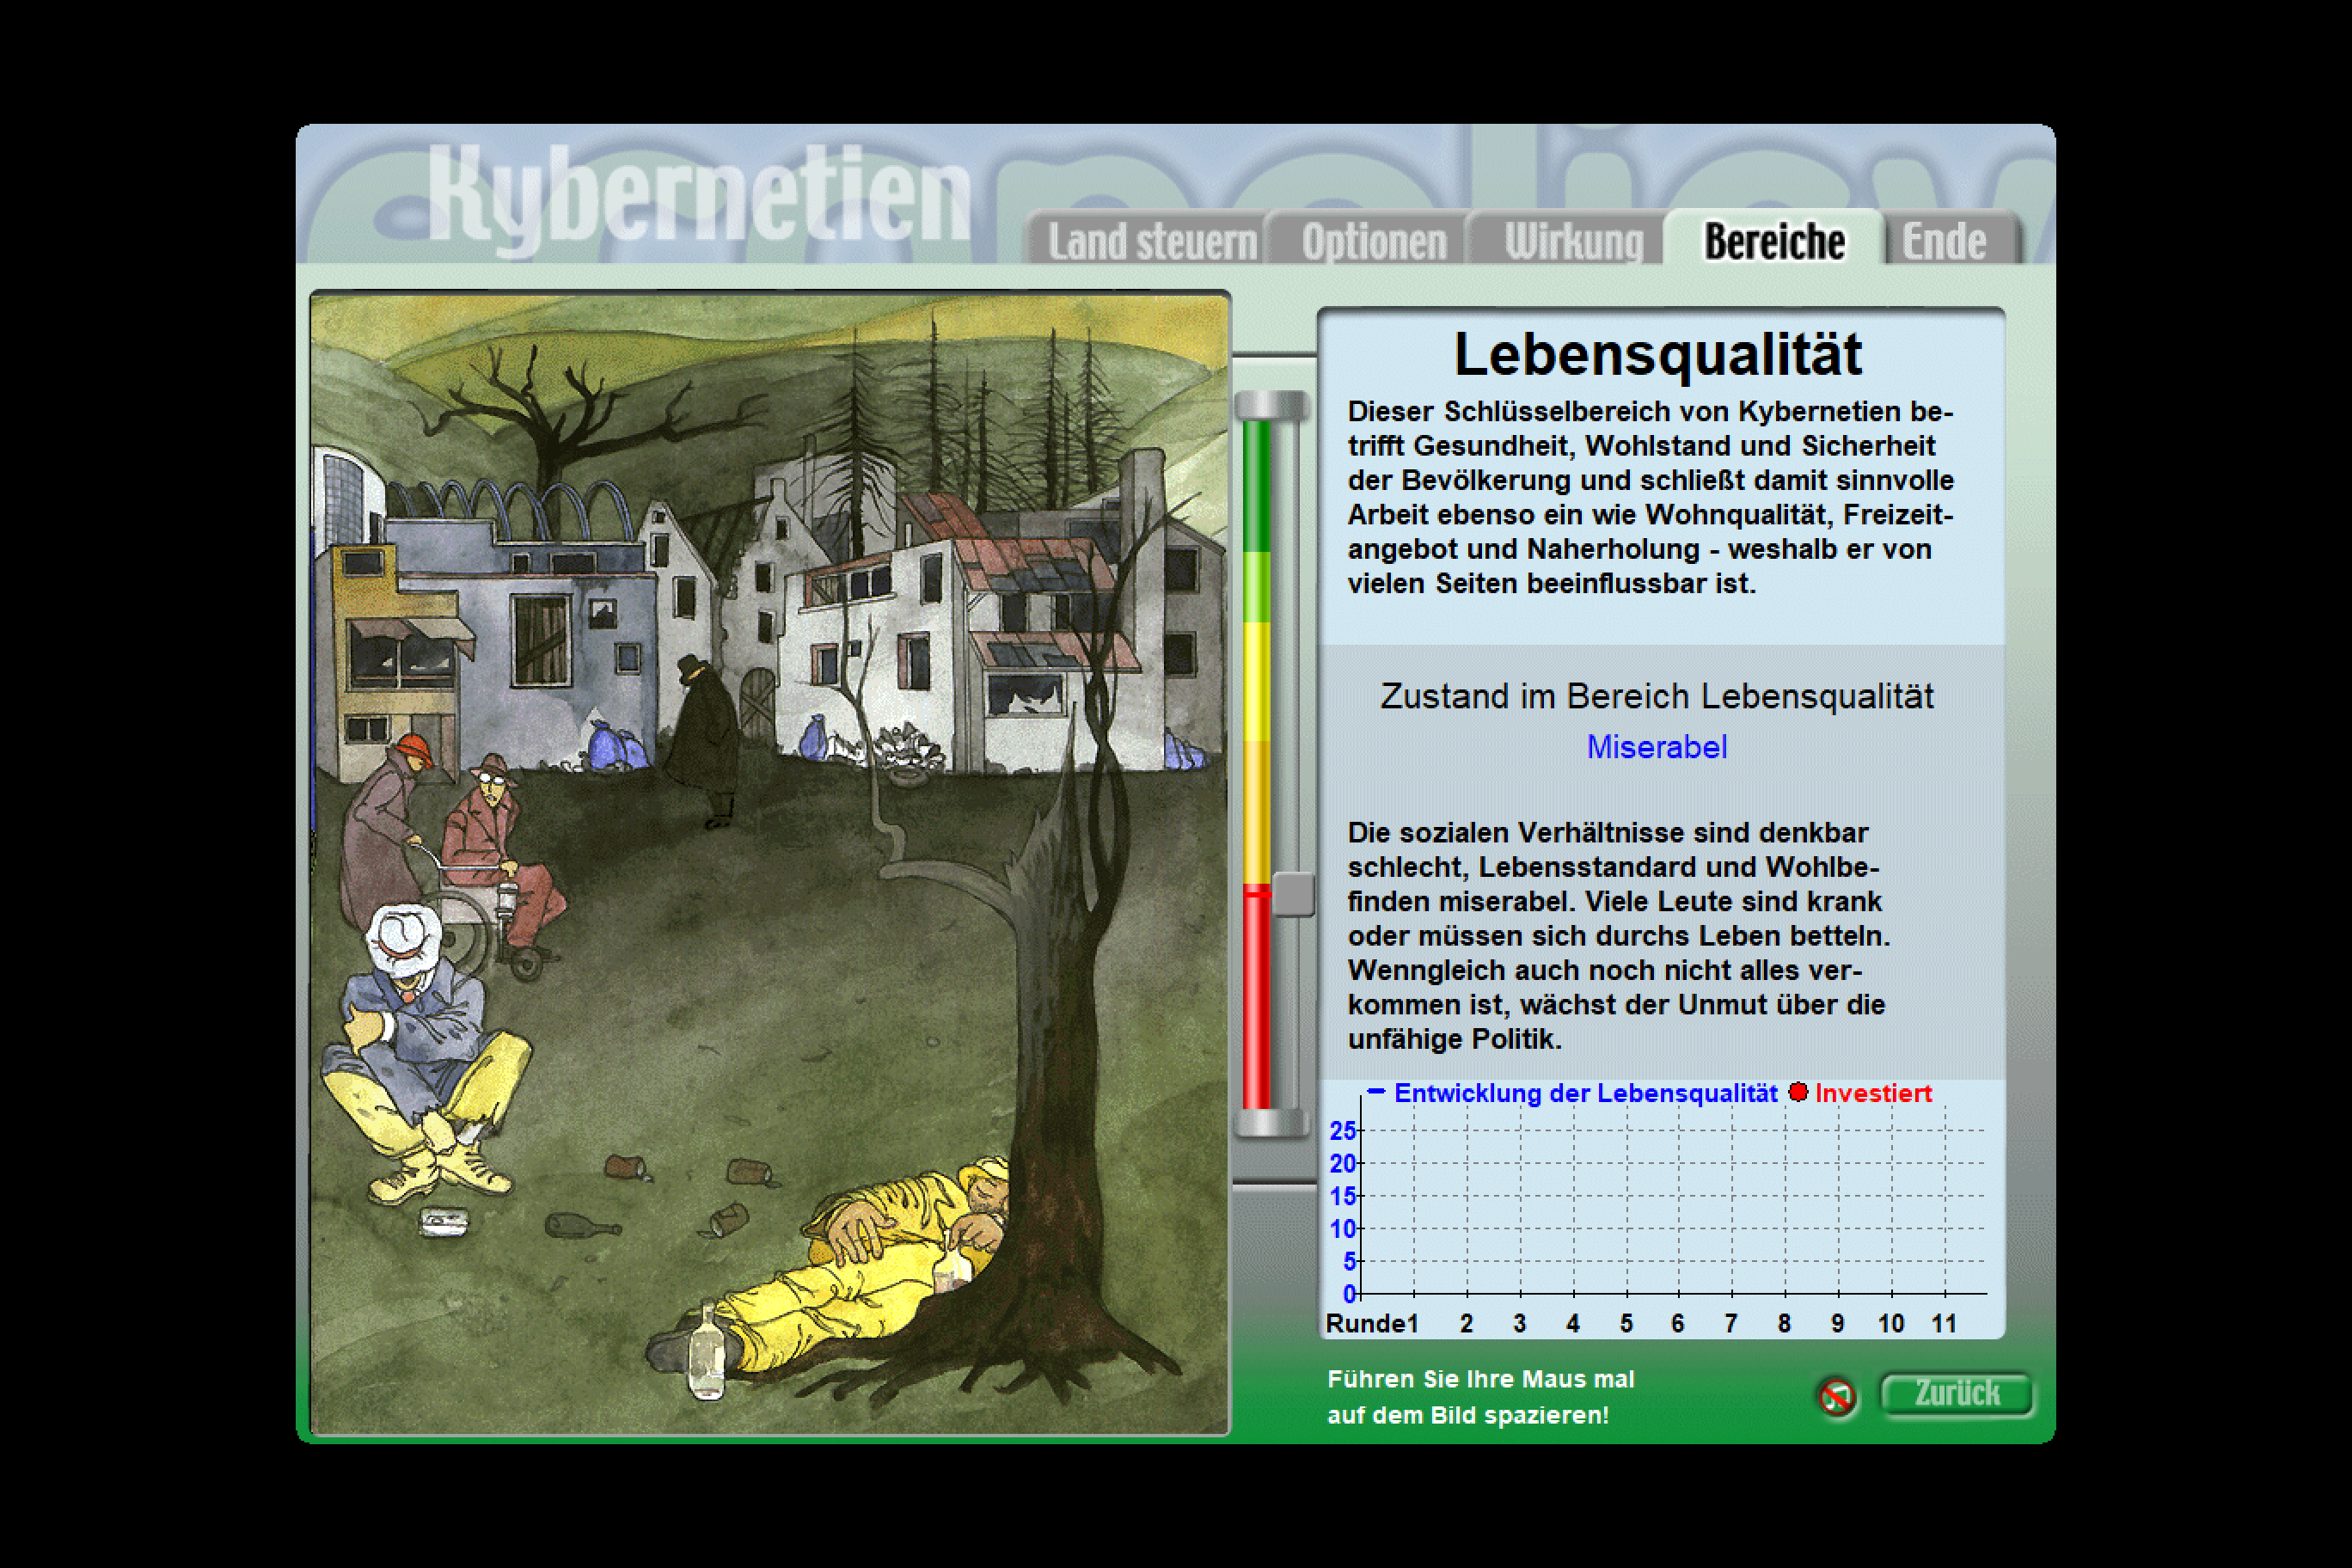 Kybernetien
Land steuern Optionen Wirkung Bereiche Ende
Lebensqualität
Dieser Schlüsselbereich von Kybernetien be-
trifft Gesundheit, Wohlstand und Sicherheit
der Bevölkerung und schließt damit sinnvolle
Arbeit ebenso ein wie Wohnqualität, Freizeit-
angebot und Naherholung - weshalb er von
vielen Seiten beeinflussbar ist.
Zustand im Bereich Lebensqualität
Miserabel
Die sozialen Verhältnisse sind denkbar
schlecht, Lebensstandard und Wohlbe-
finden miserabel. Viele Leute sind krank
oder müssen sich durchs Leben betteln.
Wenngleich auch noch nicht alles ver-
kommen ist, wächst der Unmut über die
unfähige Politik.
Entwicklung der Lebensqualität Investiert
25
20
15
10
5
0
Runde1 2 3 4 5 6 7 8 9 10 11
Führen Sie Ihre Maus mal
auf dem Bild spazieren!
Zurück